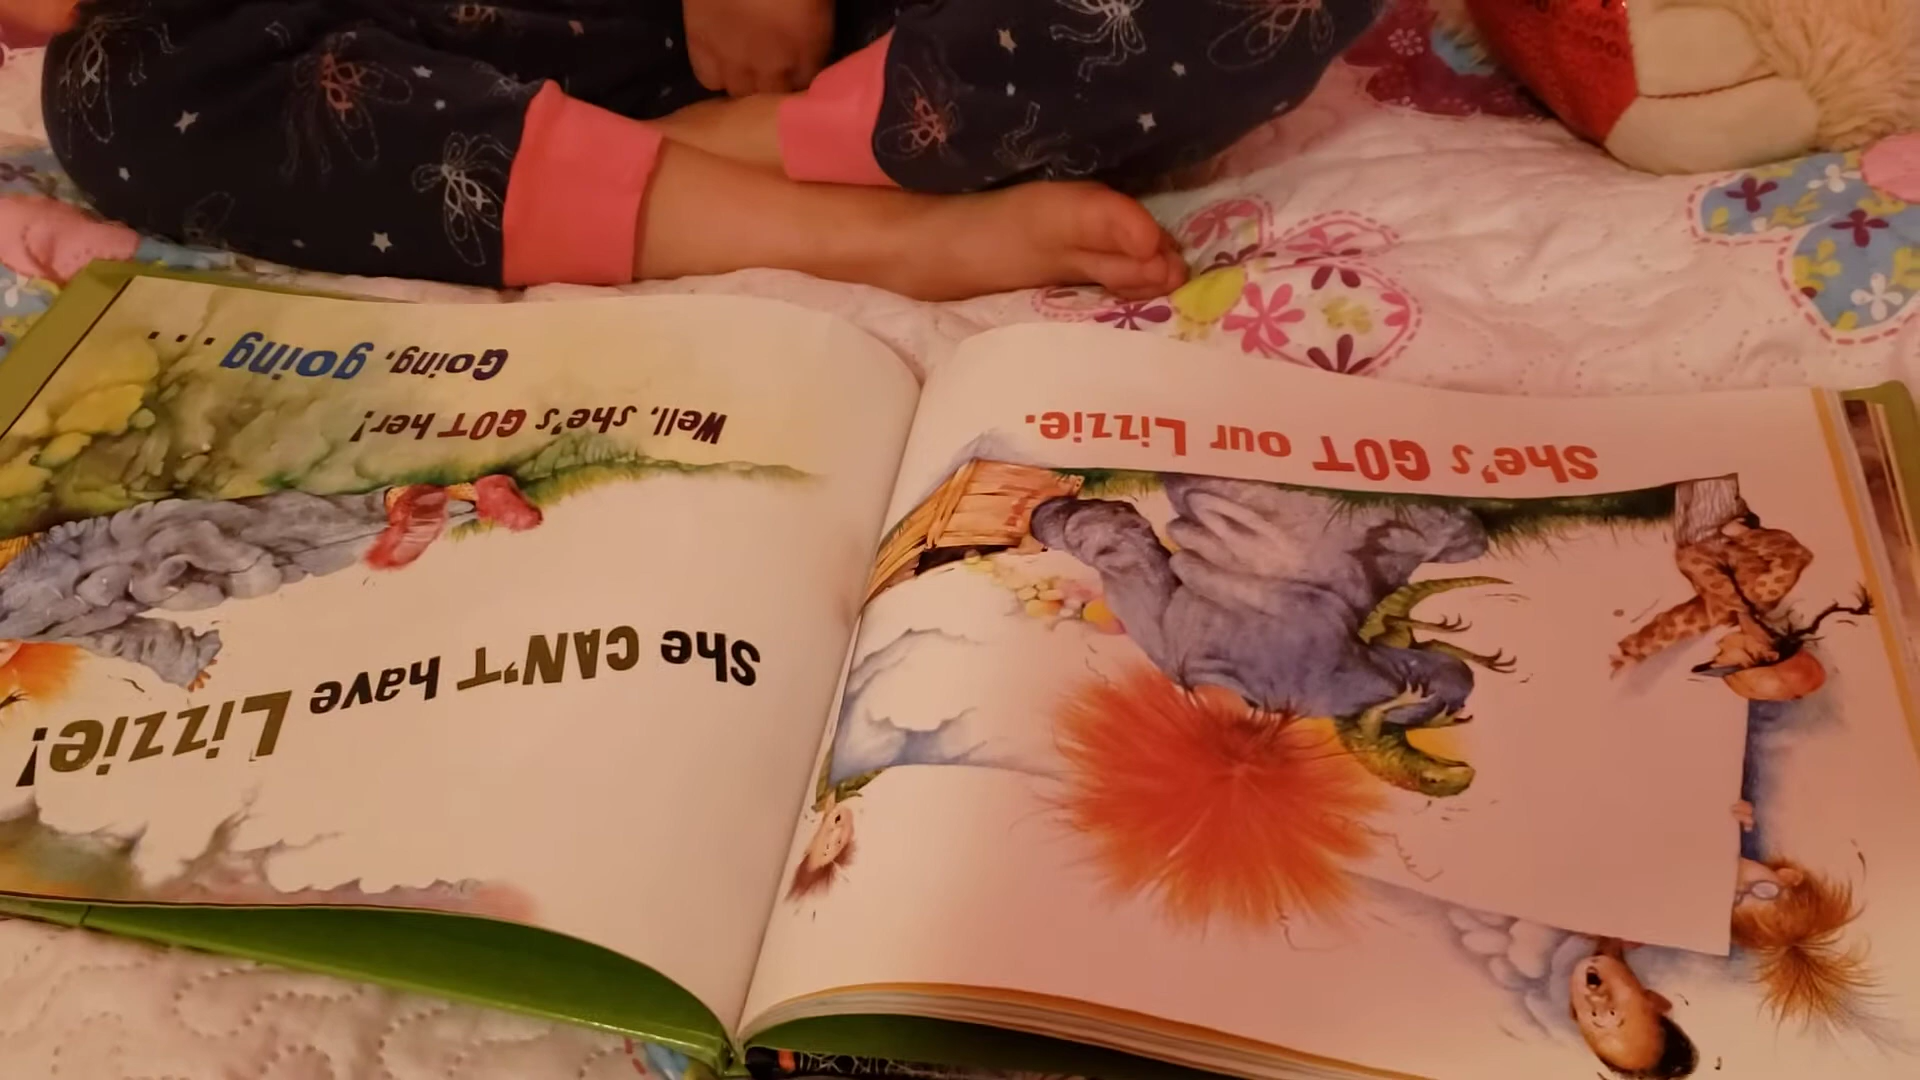 She's GOT our Lizzie.
She CAN'T have Lizzie!
Well, she's GOT her!
Going, going . . .